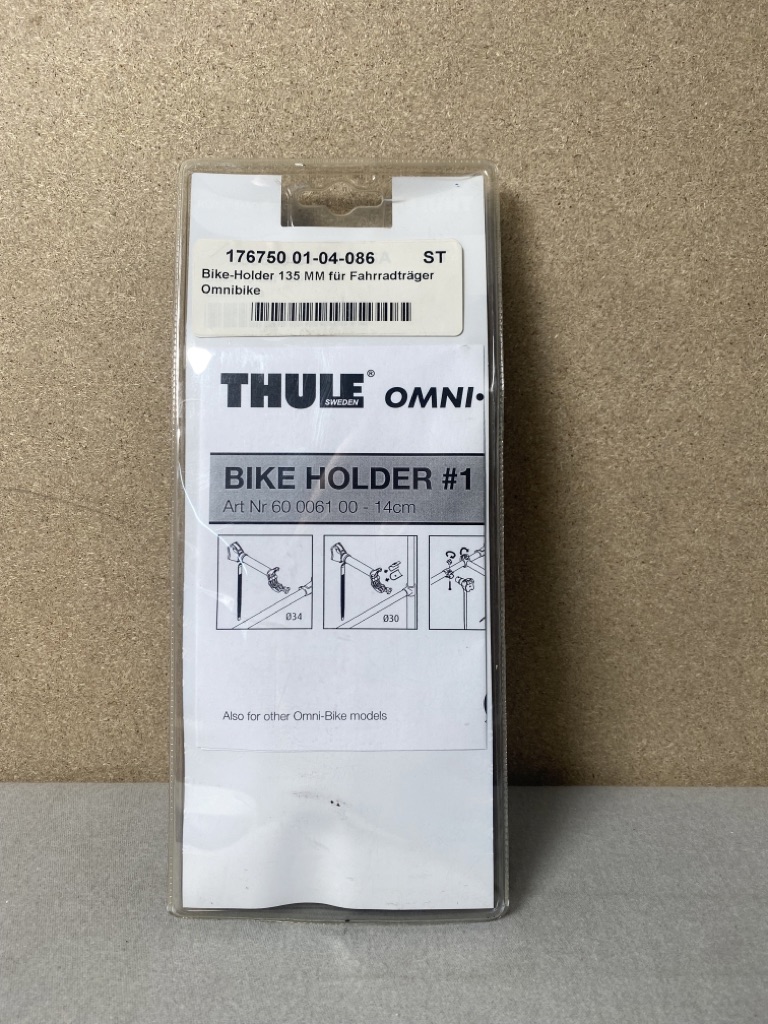 176750 01-04-086 ST
Bike-Holder 135 MM für Fahrradträger
Omnibike
THULE®
SWEDEN
OMNI•
BIKE HOLDER #1
Art Nr 60 0061 00 - 14cm
Ø34
Ø30
Also for other Omni-Bike models